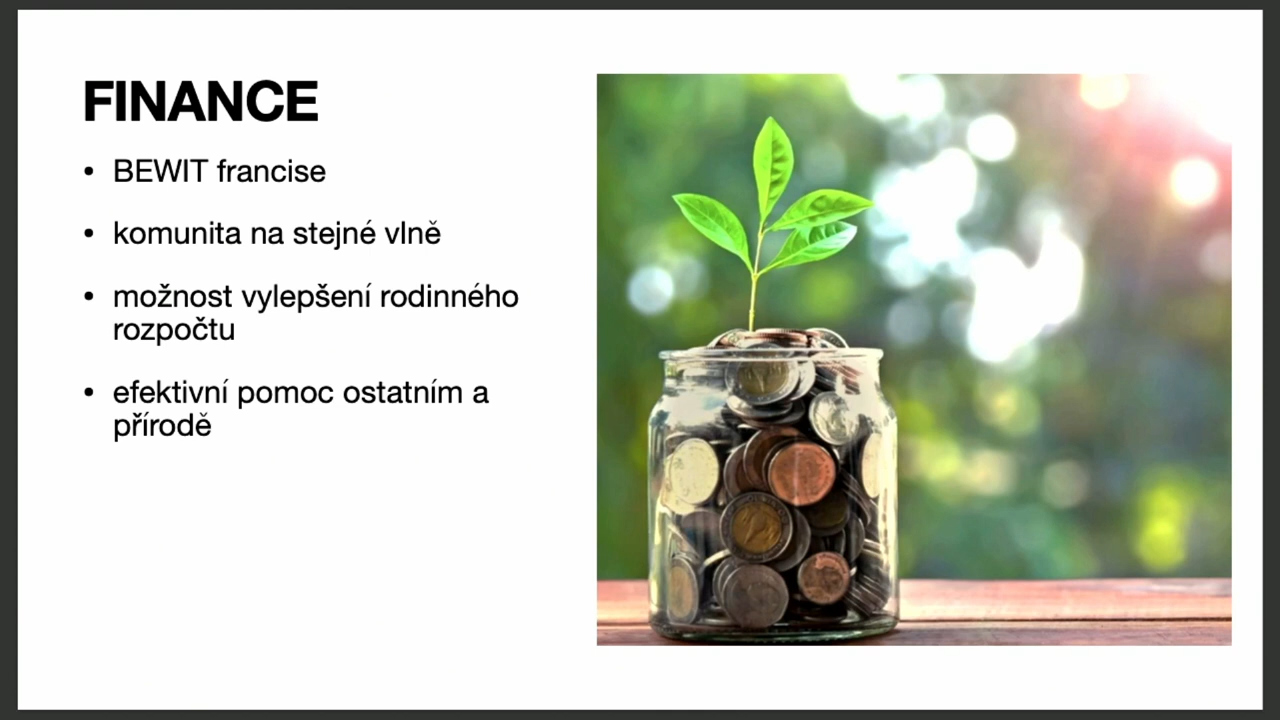 FINANCE
• BEWIT francise
• komunita na stejné vlně
• možnost vylepšení rodinného
rozpočtu
• efektivní pomoc ostatním a
přírodě